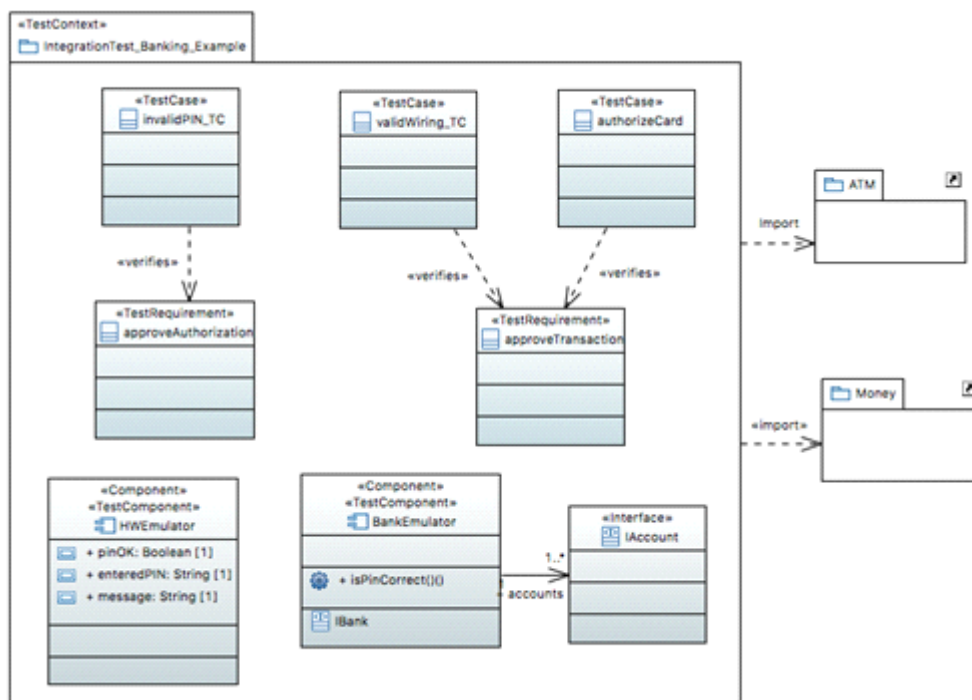 «TestContext»
IntegrationTest_Banking_Example
«TestCase»
invalidPIN_TC
«TestCase»
validWiring_TC
«TestCase»
authorizeCard
ATM
Import
«verifies»
«verifies»
«verifies»
«TestRequirement»
approveAuthorization
«TestRequirement»
approveTransaction
Money
«import»
«Component»
«TestComponent»
HWEmulator
+ pinOK: Boolean [1]
+ enteredPIN: String [1]
+ message: String [1]
«Component»
«TestComponent»
BankEmulator
+ isPinCorrect()()
IBank
1..*
- accounts
«Interface»
IAccount